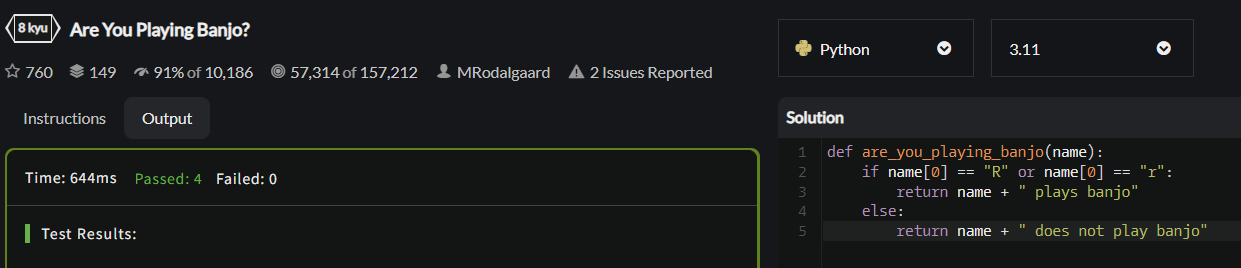 8 kyu Are You Playing Banjo?
760 149 91% of 10,186 57,314 of 157,212 MRodalgaard 2 Issues Reported
Instructions Output
Time: 644ms Passed: 4 Failed: 0
Test Results:
Python 3.11
Solution
1 def are_you_playing_banjo(name):
2     if name[0] == "R" or name[0] == "r":
3         return name + " plays banjo"
4     else:
5         return name + " does not play banjo"